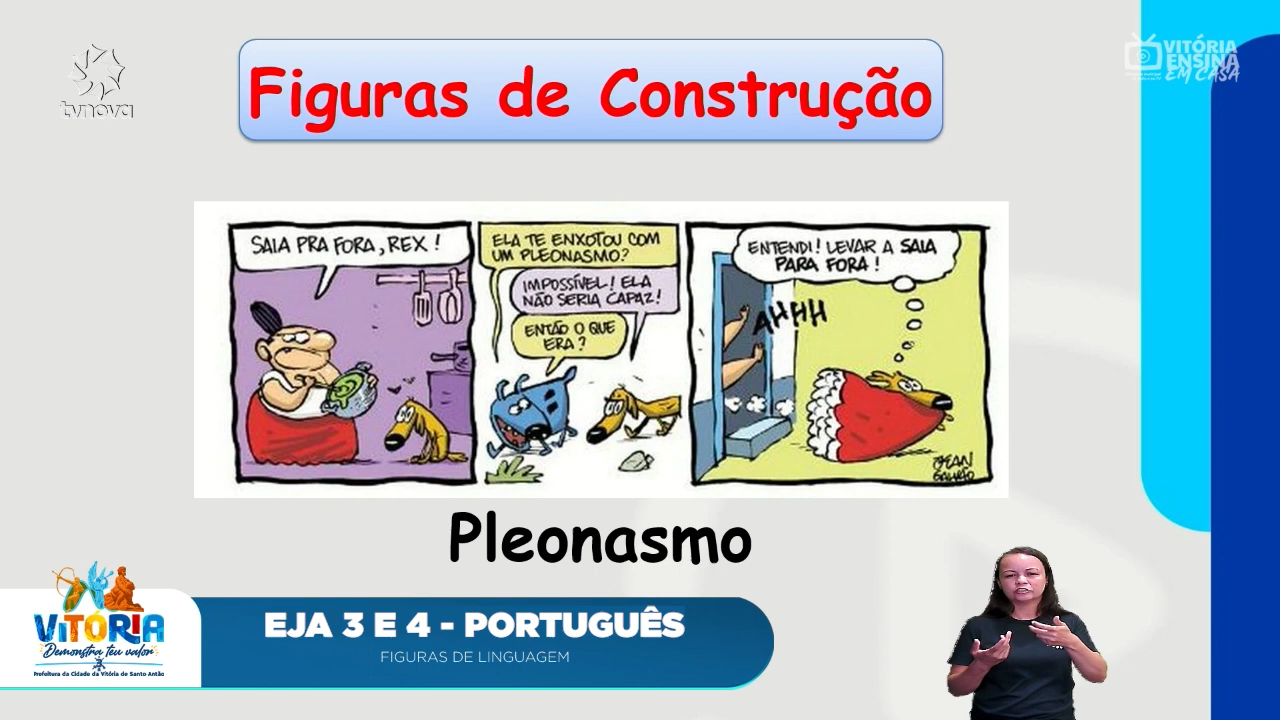 tvnova
VITÓRIA
ENSINA
EM CASA
Figuras de Construção
SAIA PRA FORA, REX!
ELA TE ENXOTOU COM
UM PLEONASMO?
IMPOSSÍVEL! ELA
NÃO SERIA CAPAZ!
ENTÃO O QUE
ERA?
ENTENDI! LEVAR A SAIA
PARA FORA!
AHHH
JEAN
GALVÃO
Pleonasmo
VITÓRIA
Demonstra teu valor
Prefeitura da Cidade da Vitória de Santo Antão
EJA 3 E 4 - PORTUGUÊS
FIGURAS DE LINGUAGEM